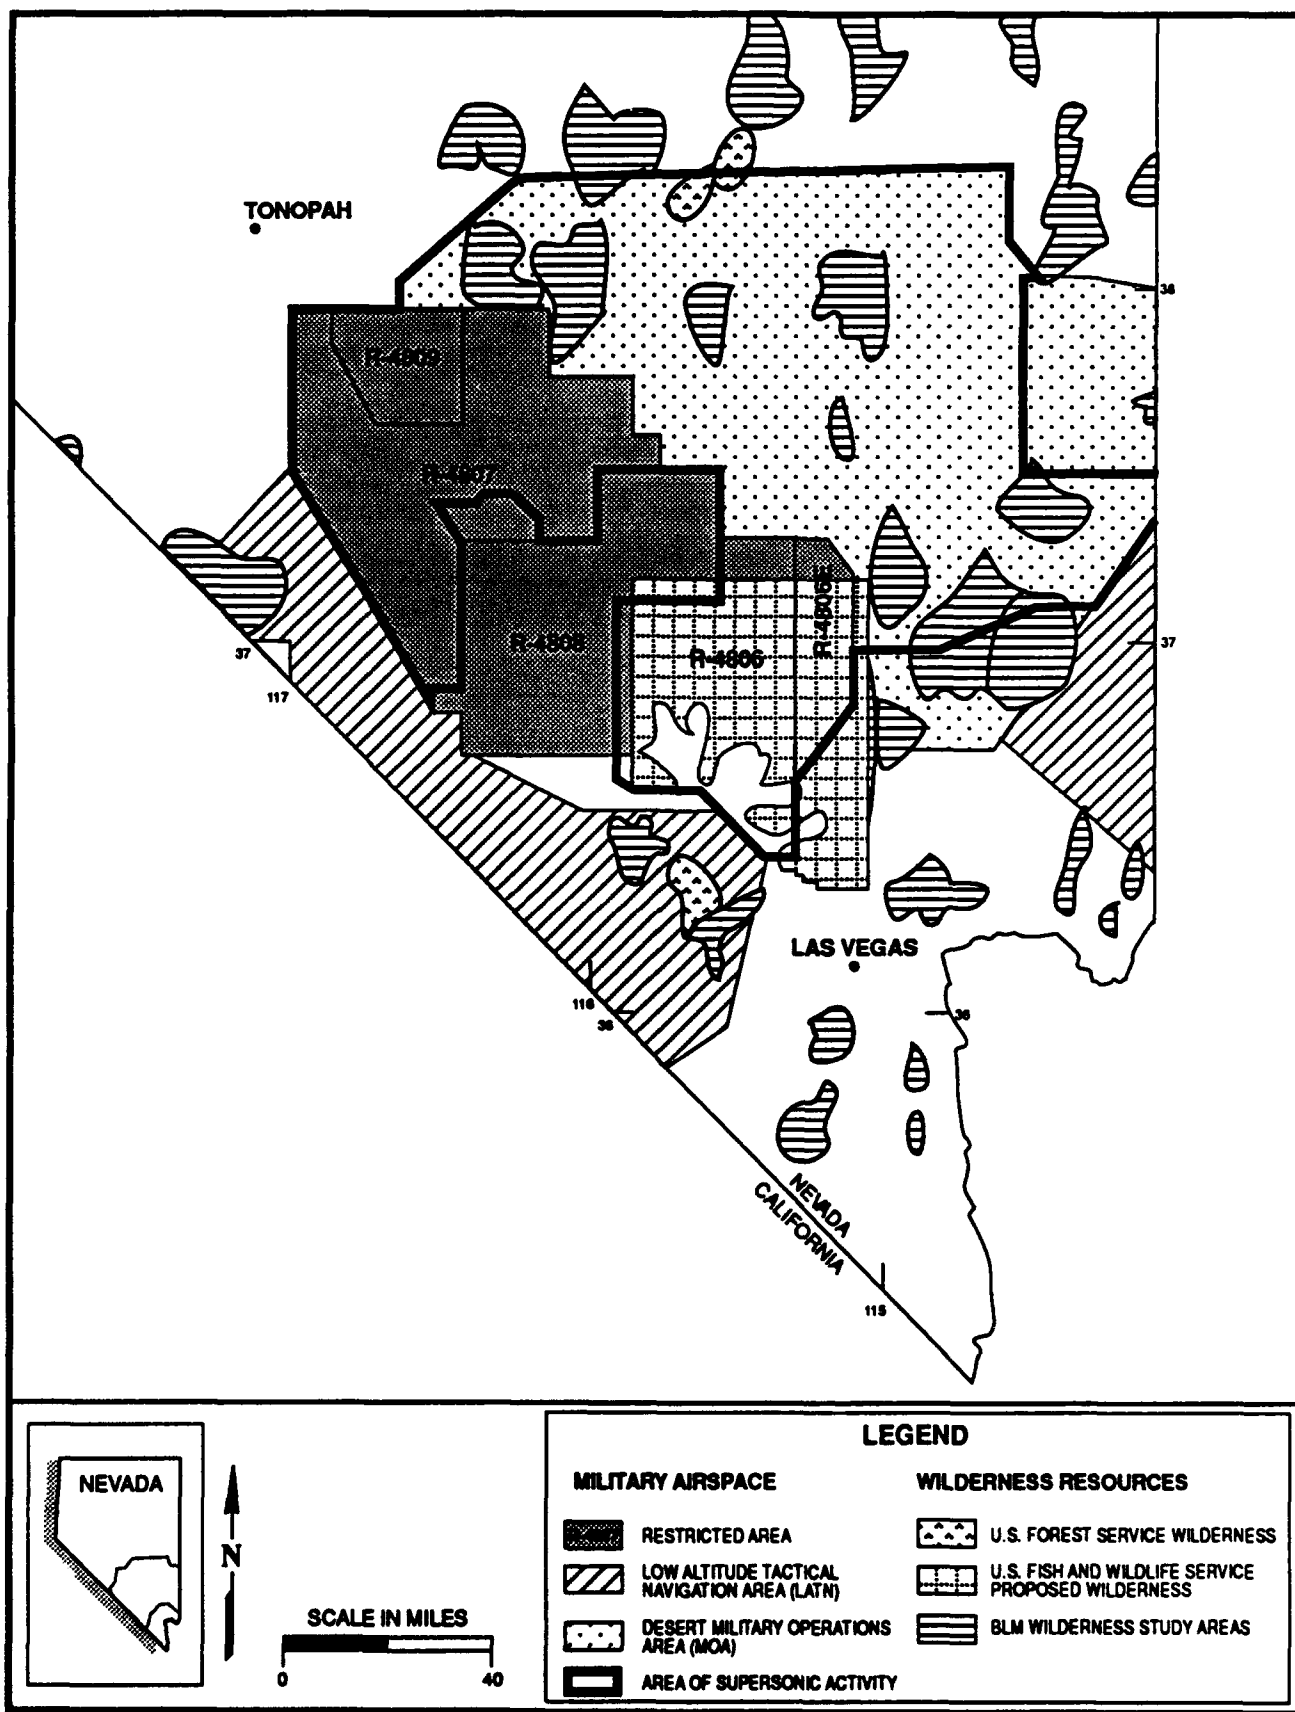 TONOPAH
38
R-4809
R-4807
R-4806E
R-4808
R-4806
37
37
117
LAS VEGAS
116
36
36
NEVADA
CALIFORNIA
115
NEVADA
N
SCALE IN MILES
0 40
LEGEND
MILITARY AIRSPACE
RESTRICTED AREA
LOW ALTITUDE TACTICAL
NAVIGATION AREA (LATN)
DESERT MILITARY OPERATIONS
AREA (MOA)
AREA OF SUPERSONIC ACTIVITY
WILDERNESS RESOURCES
U.S. FOREST SERVICE WILDERNESS
U.S. FISH AND WILDLIFE SERVICE
PROPOSED WILDERNESS
BLM WILDERNESS STUDY AREAS